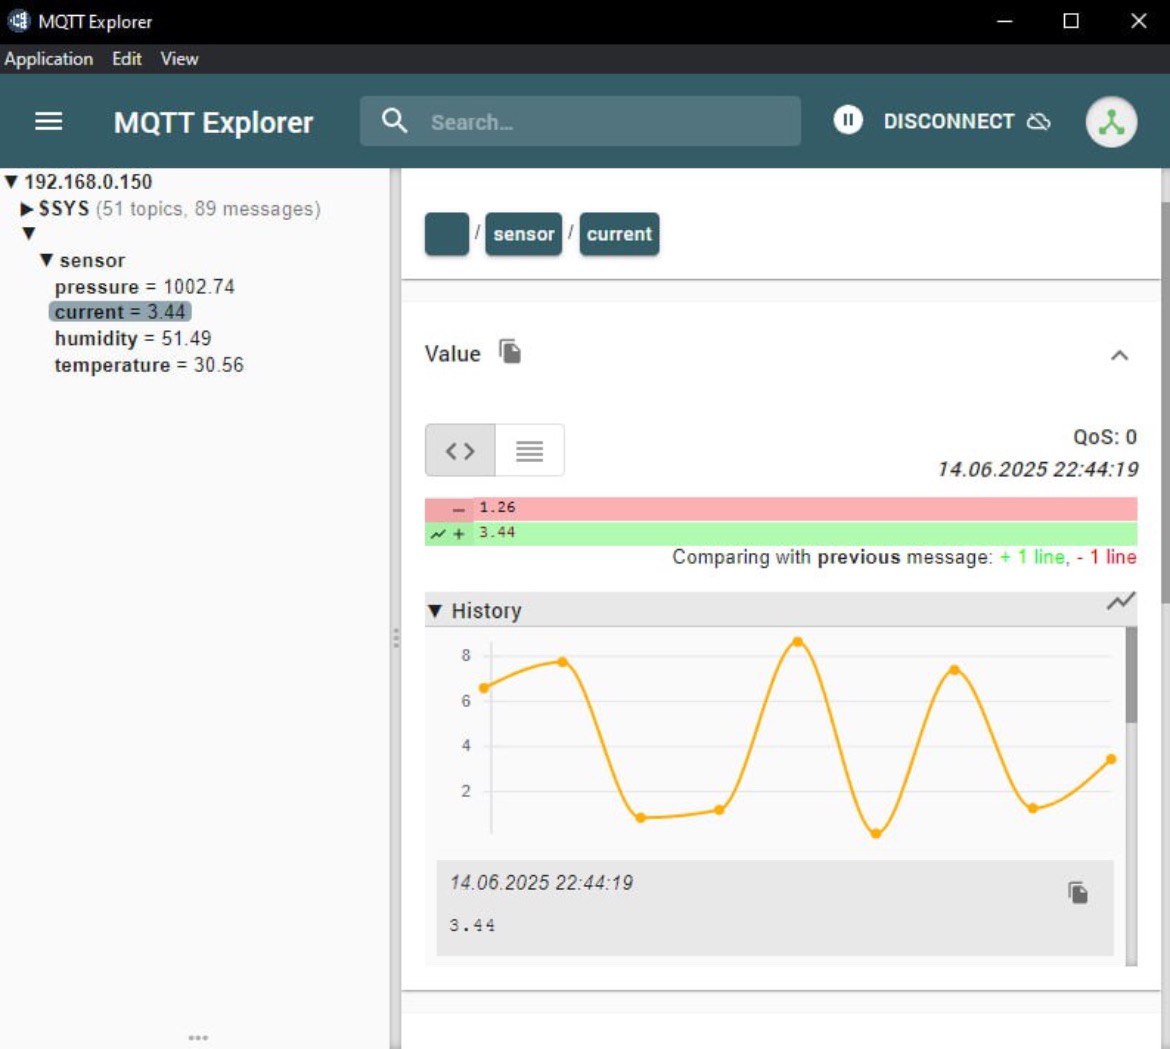 MQTT Explorer
Application Edit View
MQTT Explorer Search... DISCONNECT
▼ 192.168.0.150
▶ $SYS (51 topics, 89 messages)
▼
▼ sensor
pressure = 1002.74
current = 3.44
humidity = 51.49
temperature = 30.56
/ sensor / current
Value
QoS: 0
14.06.2025 22:44:19
- 1.26
+ 3.44
Comparing with previous message: + 1 line, - 1 line
▼ History
8
6
4
2
14.06.2025 22:44:19
3.44